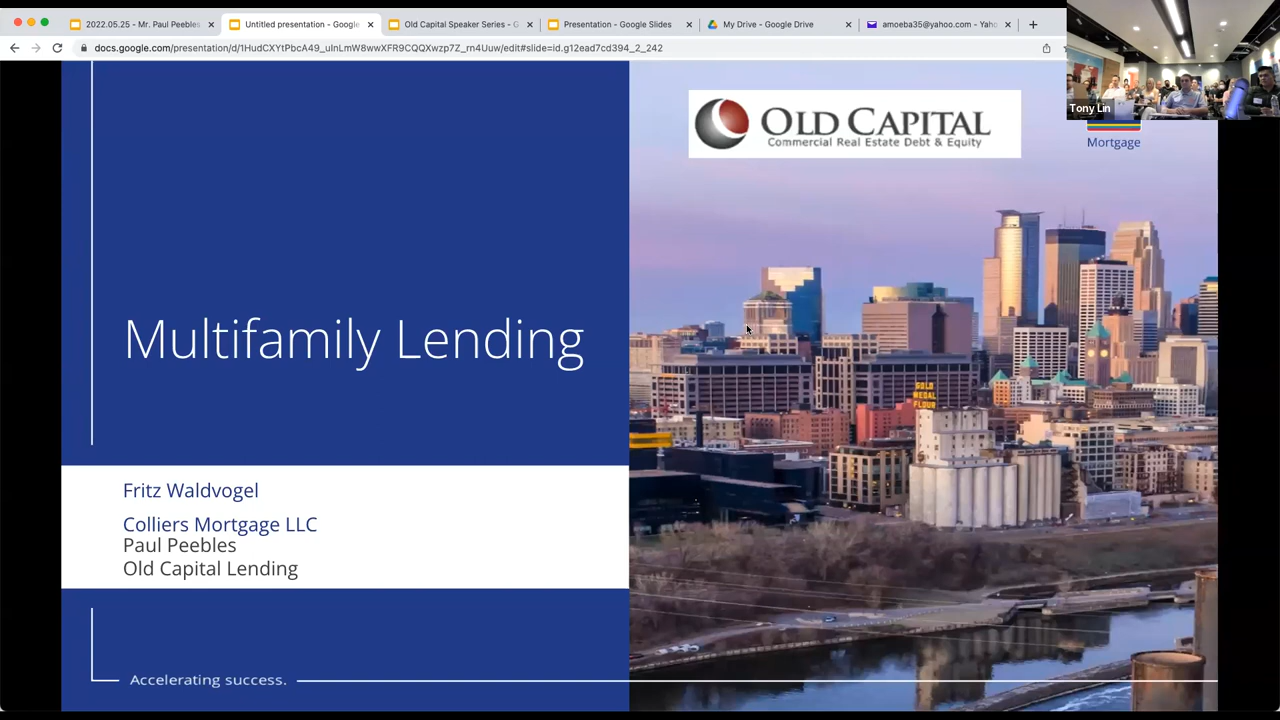 2022.05.25 - Mr. Paul Peebles
Untitled presentation - Google
Old Capital Speaker Series - G
Presentation - Google Slides
My Drive - Google Drive
amoeba35@yahoo.com - Yaho
docs.google.com/presentation/d/1HudCXYtPbcA49_uInLmW8wwXFR9CQQXwzp7Z_rn4Uuw/edit#slide=id.g12ead7cd394_2_242
Tony Lin
OLD CAPITAL
Commercial Real Estate Debt & Equity
Mortgage
Multifamily Lending
GOLD
MEDAL
FLOUR
Fritz Waldvogel
Colliers Mortgage LLC
Paul Peebles
Old Capital Lending
Accelerating success.